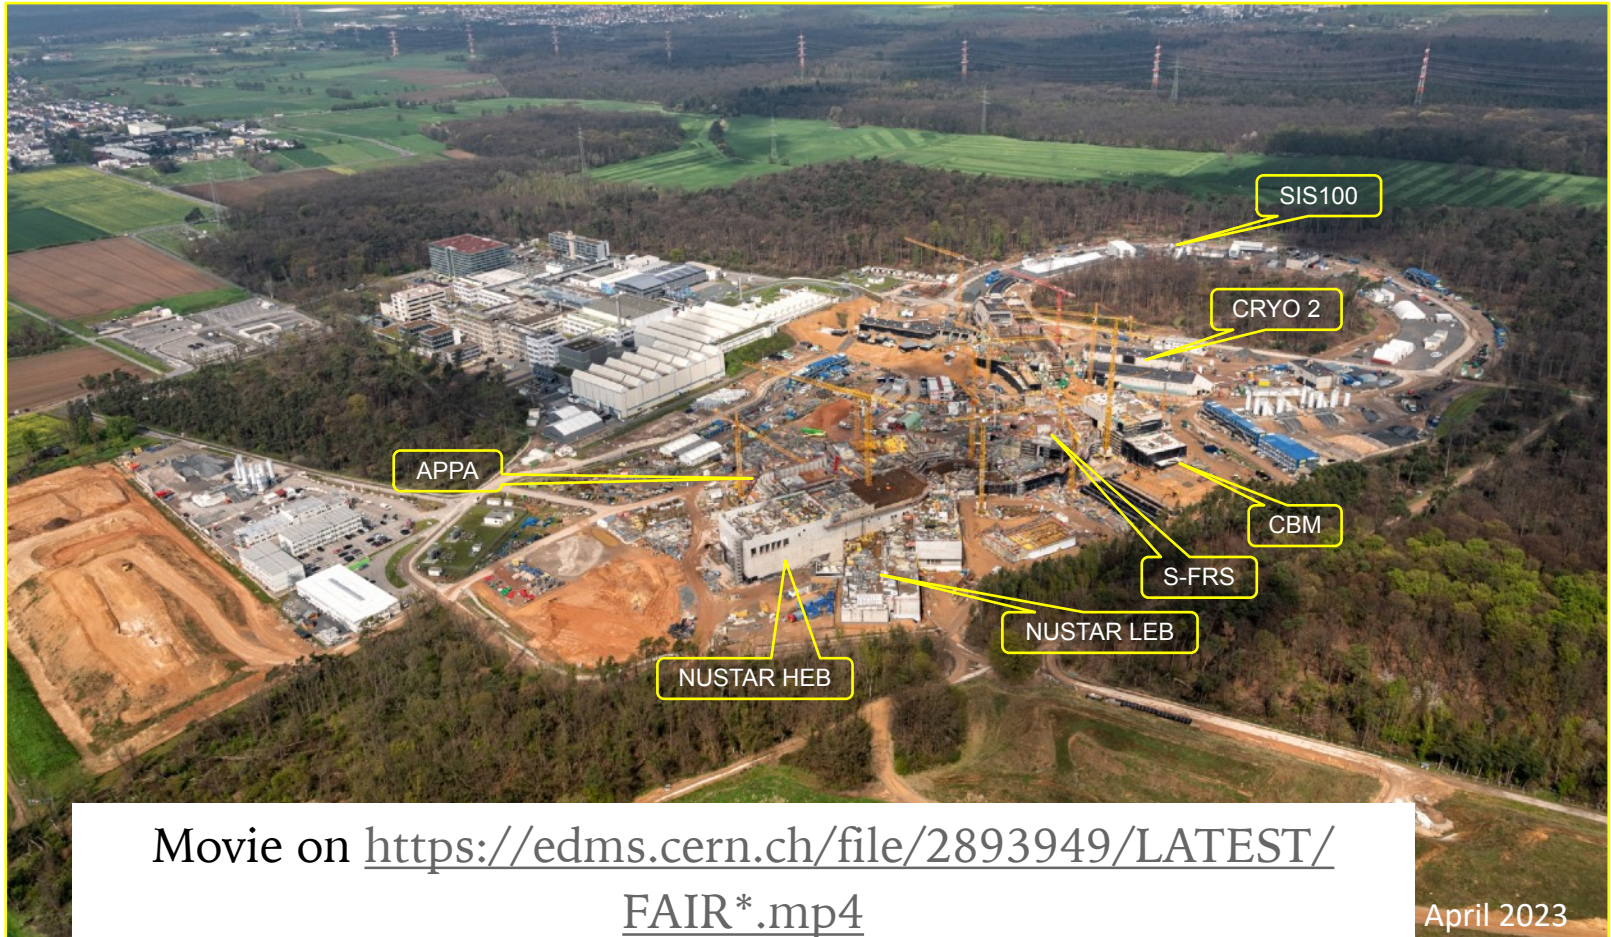 SIS100
CRYO 2
APPA
CBM
S-FRS
NUSTAR LEB
NUSTAR HEB
Movie on https://edms.cern.ch/file/2893949/LATEST/
FAIR*.mp4
April 2023